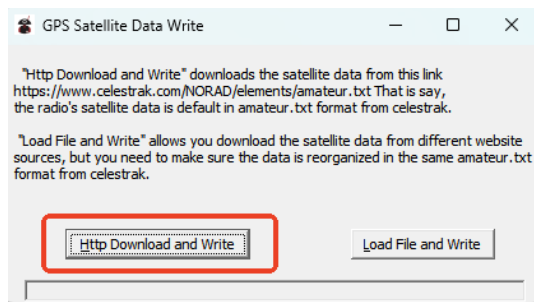 GPS Satellite Data Write
"Http Download and Write" downloads the satellite data from this link
https://www.celestrak.com/NORAD/elements/amateur.txt That is say,
the radio's satellite data is default in amateur.txt format from celestrak.
"Load File and Write" allows you download the satellite data from different website
sources, but you need to make sure the data is reorganized in the same amateur.txt
format from celestrak.
Http Download and Write
Load File and Write